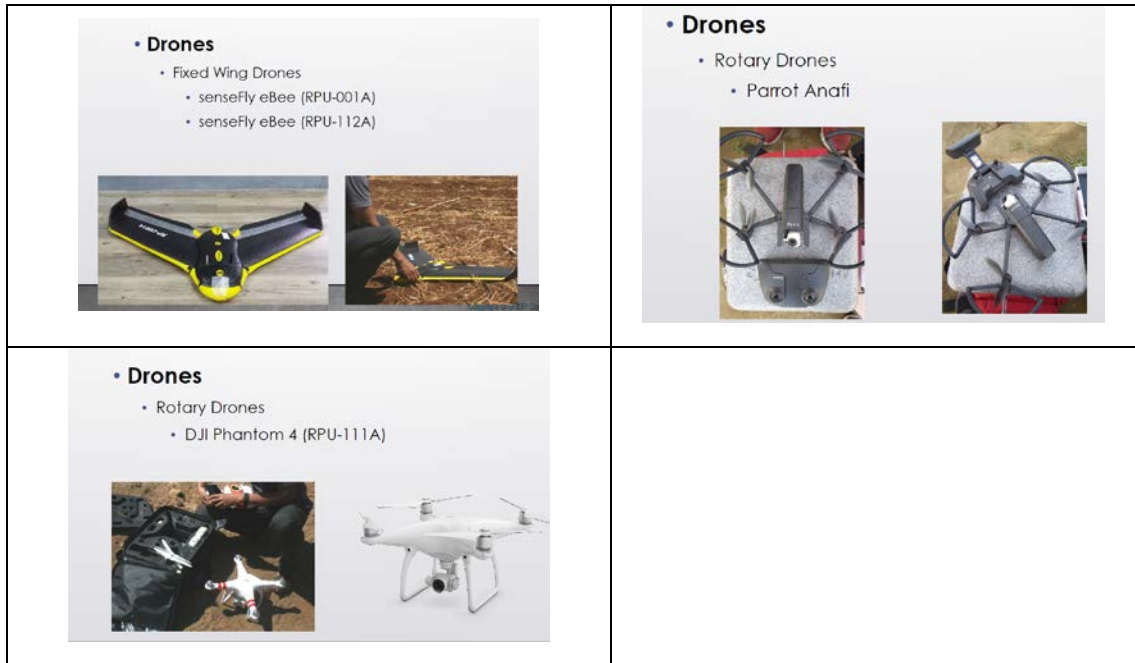 • Drones
• Fixed Wing Drones
• senseFly eBee (RPU-001A)
• senseFly eBee (RPU-112A)
• Drones
• Rotary Drones
• Parrot Anafi
• Drones
• Rotary Drones
• DJI Phantom 4 (RPU-111A)